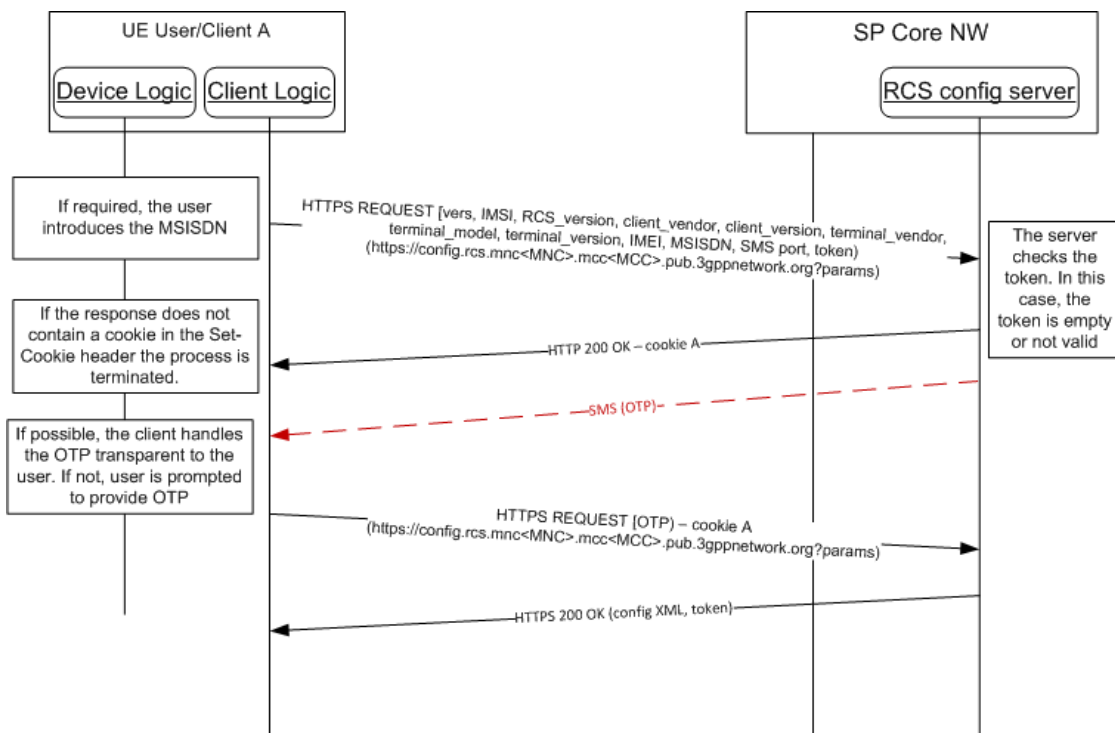 UE User/Client A
SP Core NW
Device Logic
Client Logic
RCS config server
If required, the user
introduces the MSISDN
HTTPS REQUEST [vers, IMSI, RCS_version, client_vendor, client_version, terminal_vendor,
terminal_model, terminal_version, IMEI, MSISDN, SMS port, token)
(https://config.rcs.mnc<MNC>.mcc<MCC>.pub.3gppnetwork.org?params)
The server
checks the
token. In this
case, the
token is empty
or not valid
If the response does not
contain a cookie in the Set-
Cookie header the process is
terminated.
HTTP 200 OK – cookie A
SMS (OTP)
If possible, the client handles
the OTP transparent to the
user. If not, user is prompted
to provide OTP
HTTPS REQUEST [OTP) – cookie A
(https://config.rcs.mnc<MNC>.mcc<MCC>.pub.3gppnetwork.org?params)
HTTPS 200 OK (config XML, token)